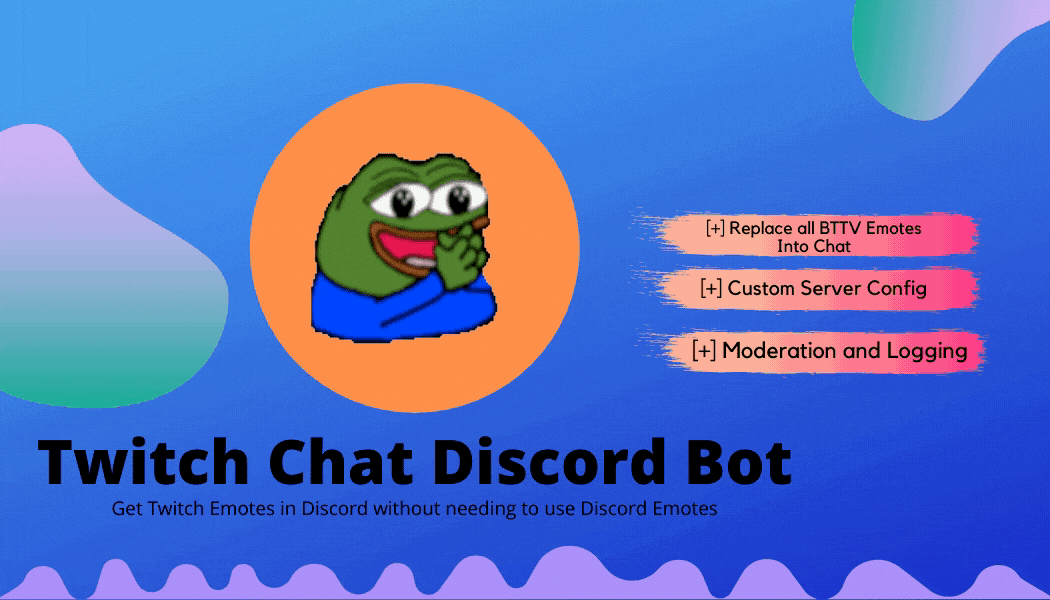 [+] Replace all BTTV Emotes
Into Chat
[+] Custom Server Config
[+] Moderation and Logging
Twitch Chat Discord Bot
Get Twitch Emotes in Discord without needing to use Discord Emotes